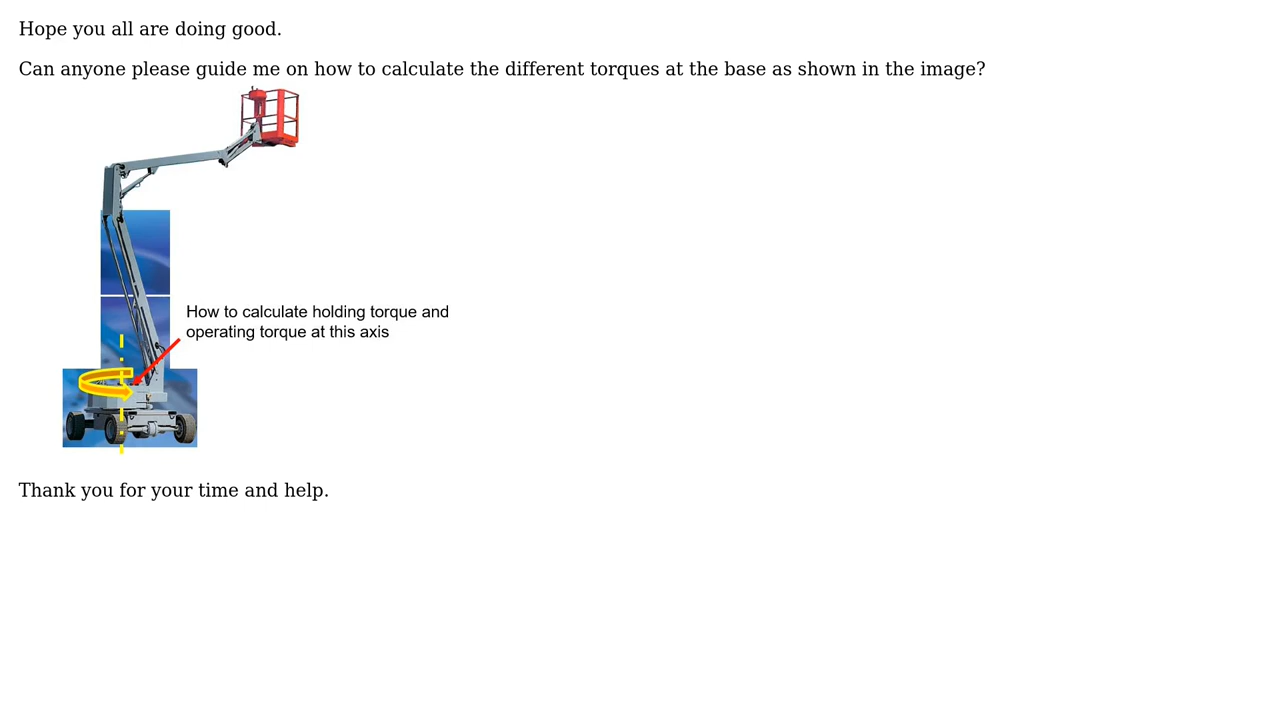 Hope you all are doing good.
Can anyone please guide me on how to calculate the different torques at the base as shown in the image?
How to calculate holding torque and
operating torque at this axis
Thank you for your time and help.